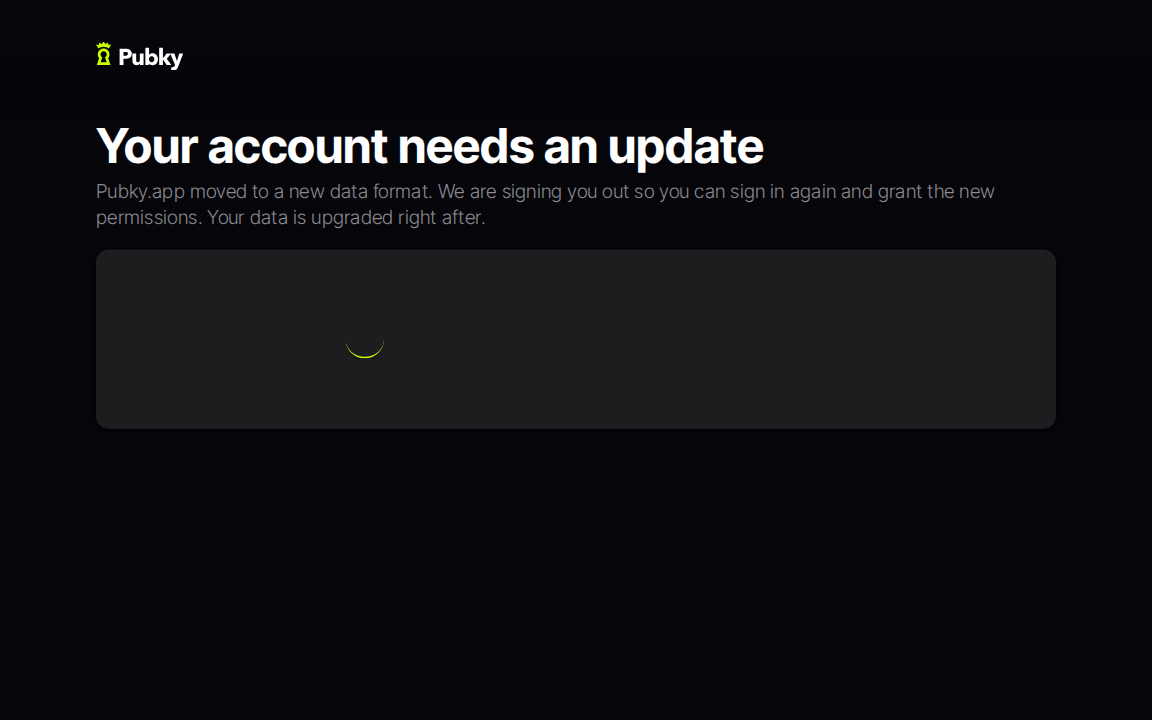 Pubky
Your account needs an update
Pubky.app moved to a new data format. We are signing you out so you can sign in again and grant the new
permissions. Your data is upgraded right after.